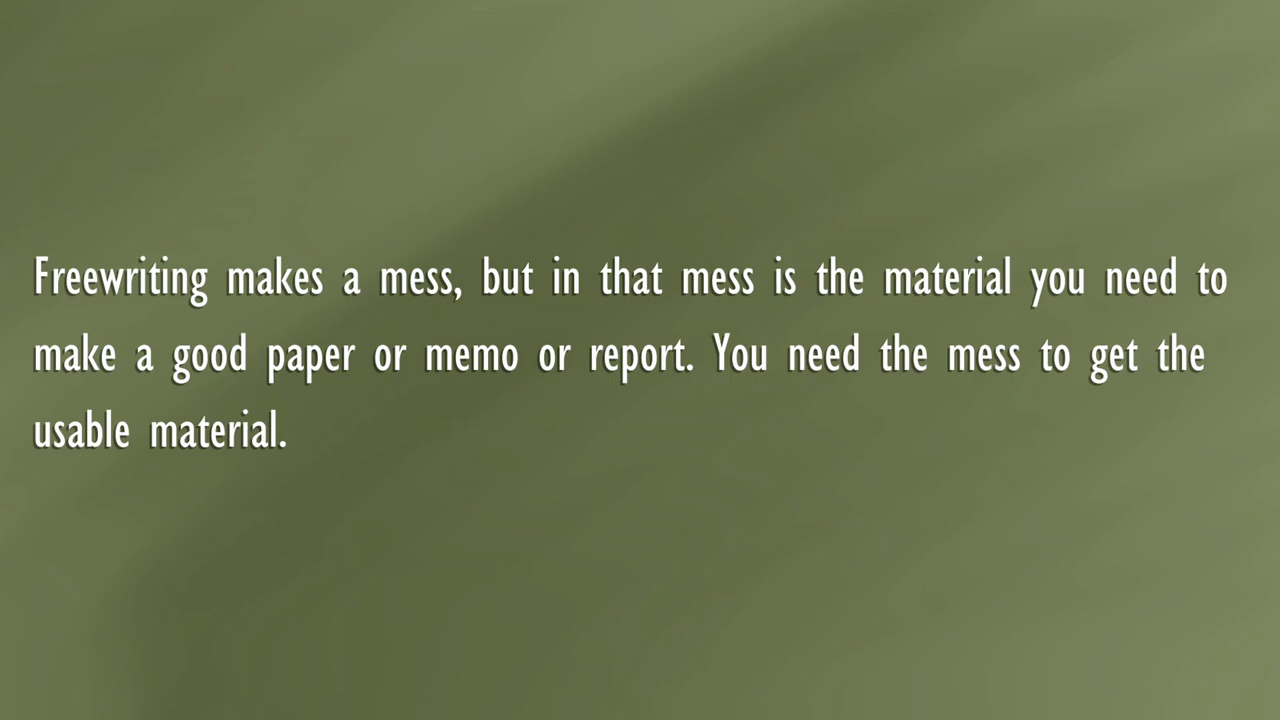 Freewriting makes a mess, but in that mess is the material you need to
make a good paper or memo or report. You need the mess to get the
usable material.